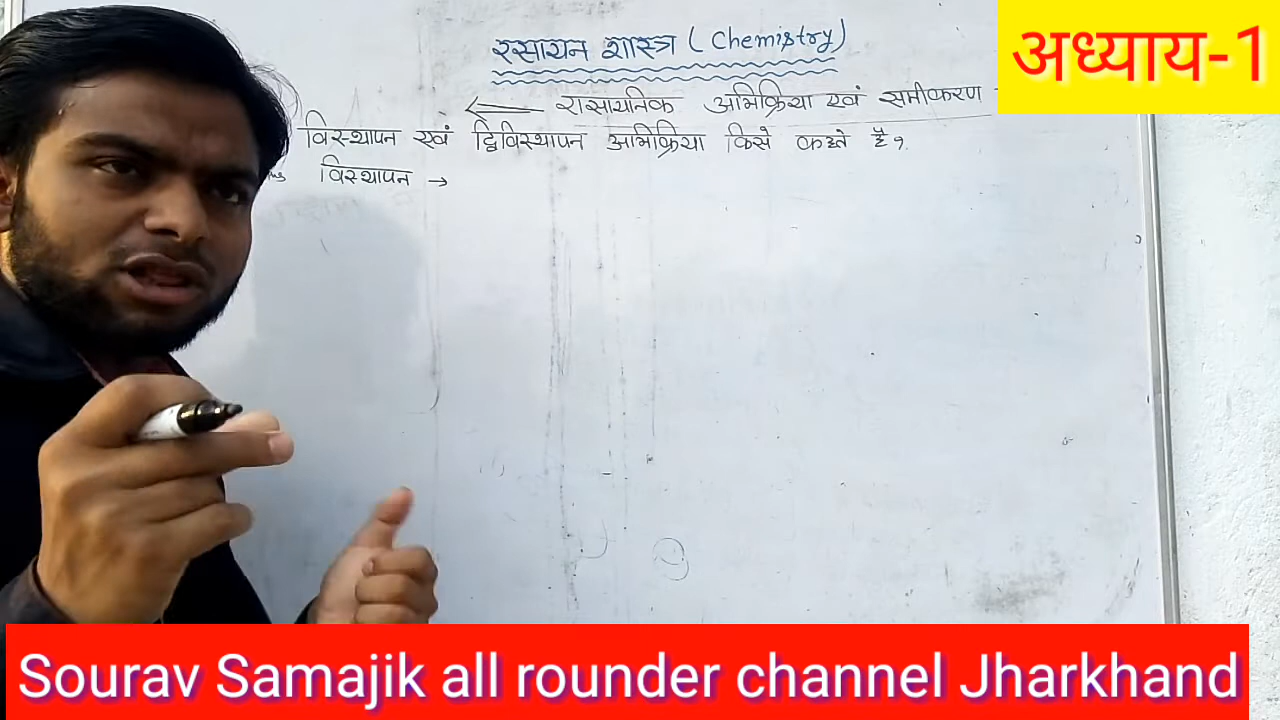 रसायन शास्त्र ( Chemistry)
अध्याय-1
रासायनिक अभिक्रिया एवं समीकरण
विस्थापन एवं द्विविस्थापन अभिक्रिया किसे कहते है?
विस्थापन →
Sourav Samajik all rounder channel Jharkhand